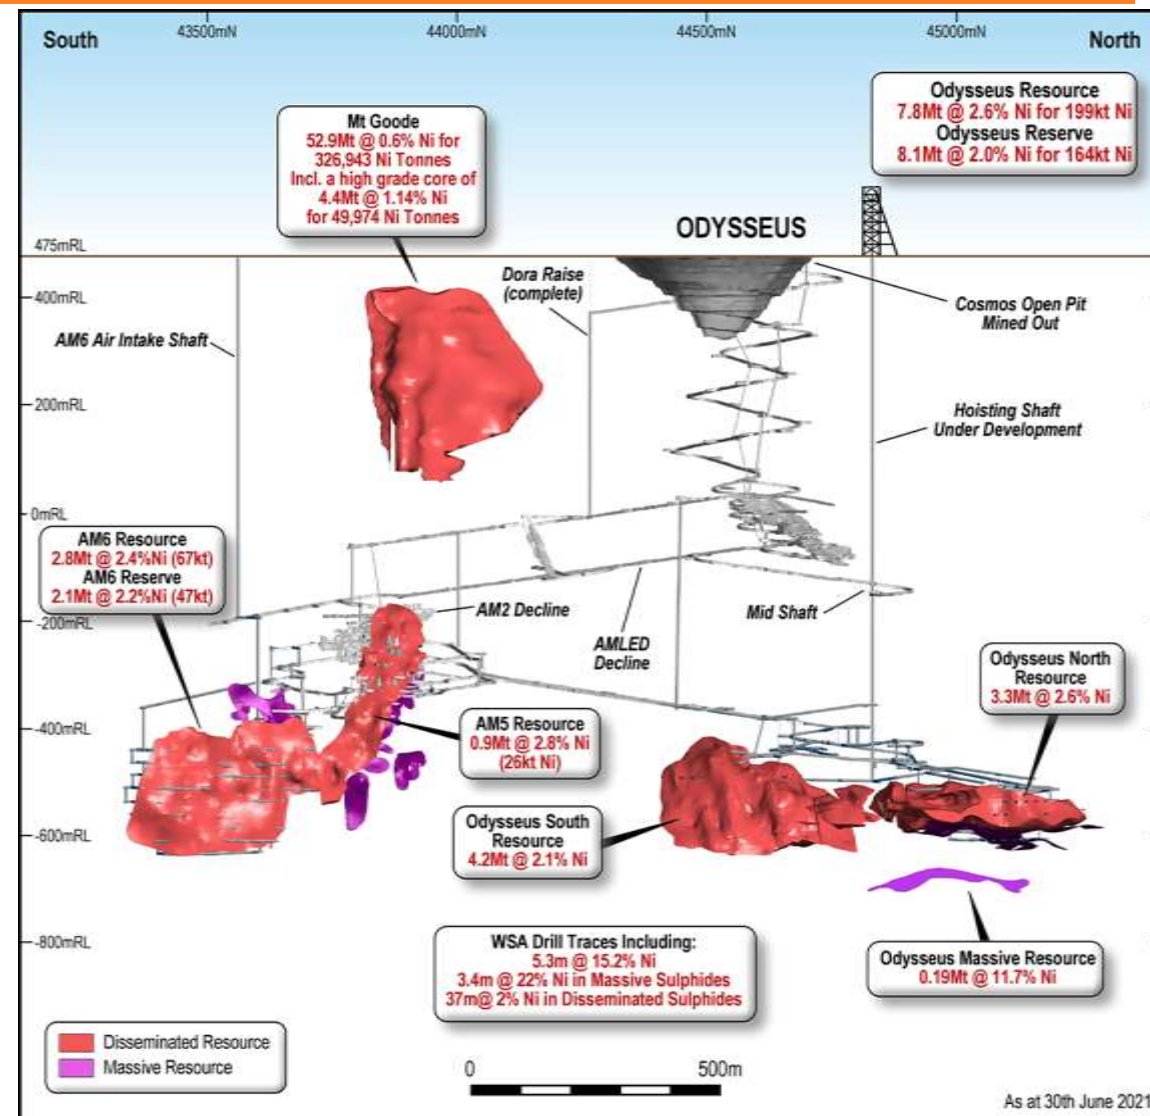 South
43500mN
44000mN
44500mN
45000mN
North
Odysseus Resource
7.8Mt @ 2.6% Ni for 199kt Ni
Odysseus Reserve
8.1Mt @ 2.0% Ni for 164kt Ni
Mt Goode
52.9Mt @ 0.6% Ni for
326,943 Ni Tonnes
Incl. a high grade core of
4.4Mt @ 1.14% Ni
for 49,974 Ni Tonnes
ODYSSEUS
475mRL
Dora Raise
(complete)
400mRL
Cosmos Open Pit
Mined Out
AM6 Air Intake Shaft
200mRL
Hoisting Shaft
Under Development
0mRL
AM6 Resource
2.8Mt @ 2.4%Ni (67kt)
AM6 Reserve
2.1Mt @ 2.2%Ni (47kt)
AM2 Decline
Mid Shaft
-200mRL
AMLED
Decline
Odysseus North
Resource
3.3Mt @ 2.6% Ni
AM5 Resource
0.9Mt @ 2.8% Ni
(26kt Ni)
-400mRL
Odysseus South
Resource
4.2Mt @ 2.1% Ni
-600mRL
-800mRL
WSA Drill Traces Including:
5.3m @ 15.2% Ni
3.4m @ 22% Ni in Massive Sulphides
37m@ 2% Ni in Disseminated Sulphides
Odysseus Massive Resource
0.19Mt @ 11.7% Ni
Disseminated Resource
Massive Resource
0
500m
As at 30th June 2021